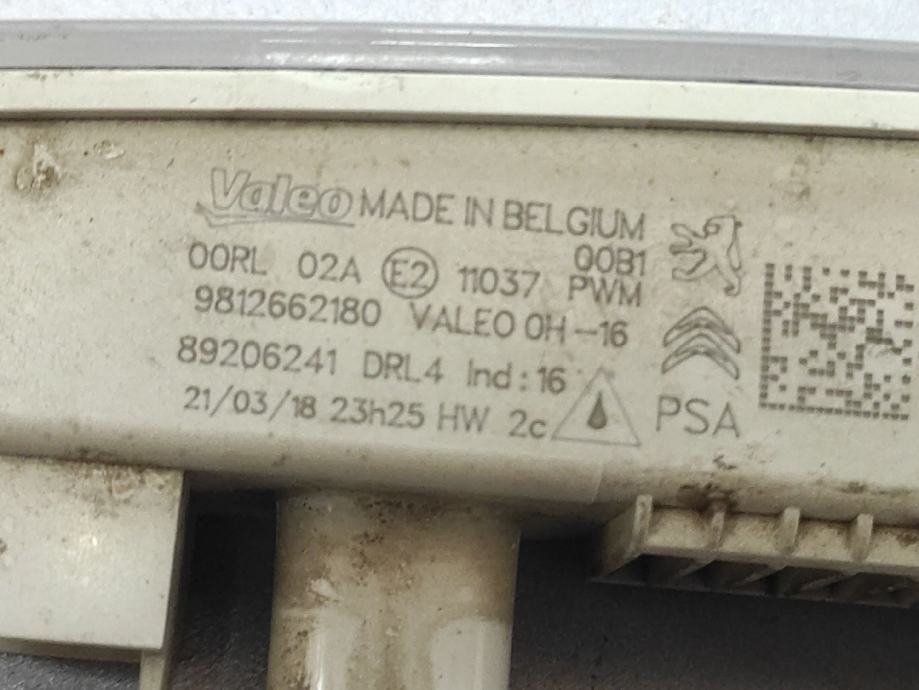 Valeo MADE IN BELGIUM
00B1
00RL 02A E2 11037 PWM
9812662180 VALEO 0H-16
89206241 DRL4 Ind:16
21/03/18 23h25 HW 2c
PSA